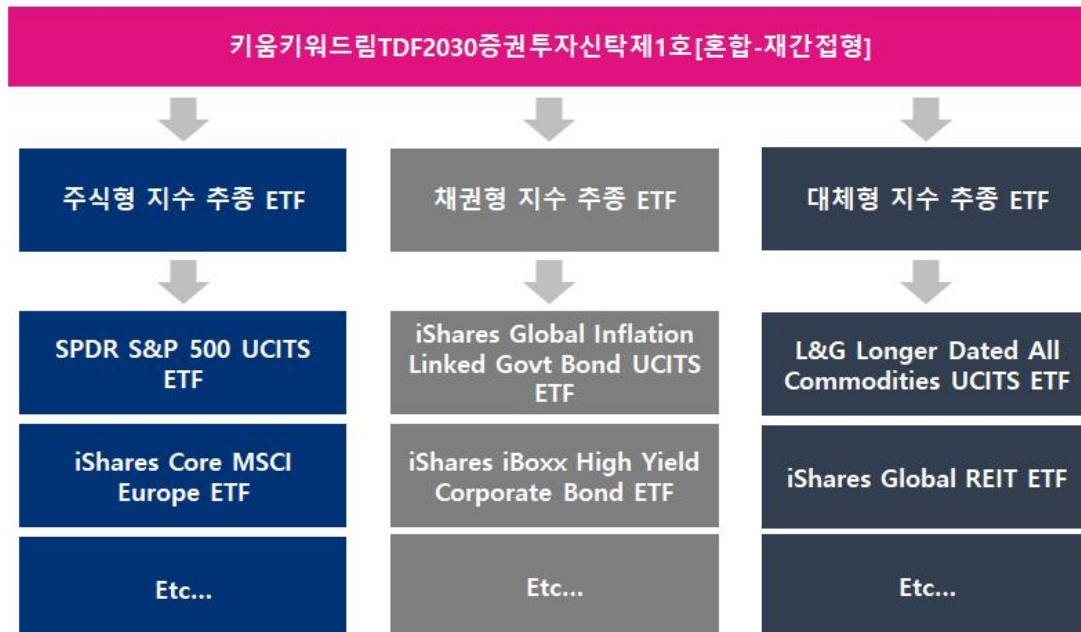 키움키워드림TDF2030증권투자신탁제1호[혼합-재간접형]
주식형 지수 추종 ETF
채권형 지수 추종 ETF
대체형 지수 추종 ETF
SPDR S&P 500 UCITS
ETF
iShares Global Inflation
Linked Govt Bond UCITS
ETF
L&G Longer Dated All
Commodities UCITS ETF
iShares Core MSCI
Europe ETF
iShares iBoxx High Yield
Corporate Bond ETF
iShares Global REIT ETF
Etc...
Etc...
Etc...